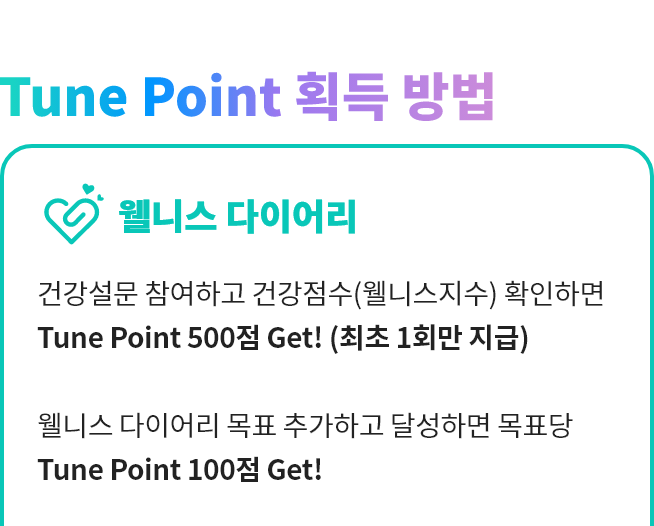 Tune Point 획득 방법
웰니스 다이어리
건강설문 참여하고 건강점수(웰니스지수) 확인하면
Tune Point 500점 Get! (최초 1회만 지급)
웰니스 다이어리 목표 추가하고 달성하면 목표당
Tune Point 100점 Get!